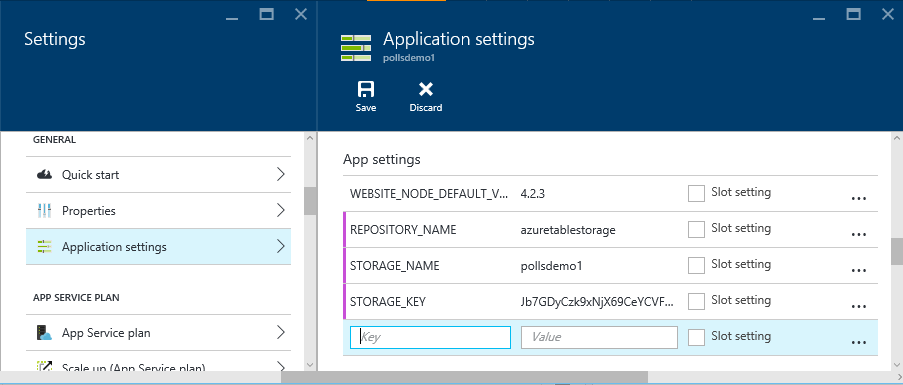 Settings
GENERAL
Quick start
Properties
Application settings
APP SERVICE PLAN
App Service plan
Scale up (App Service plan)
Application settings
pollsdemo1
Save
Discard
App settings
WEBSITE_NODE_DEFAULT_V... 4.2.3 Slot setting ...
REPOSITORY_NAME azuretablestorage Slot setting ...
STORAGE_NAME pollsdemo1 Slot setting ...
STORAGE_KEY Jb7GDyCzk9xNjX69CeYCVF... Slot setting ...
Key Value Slot setting ...